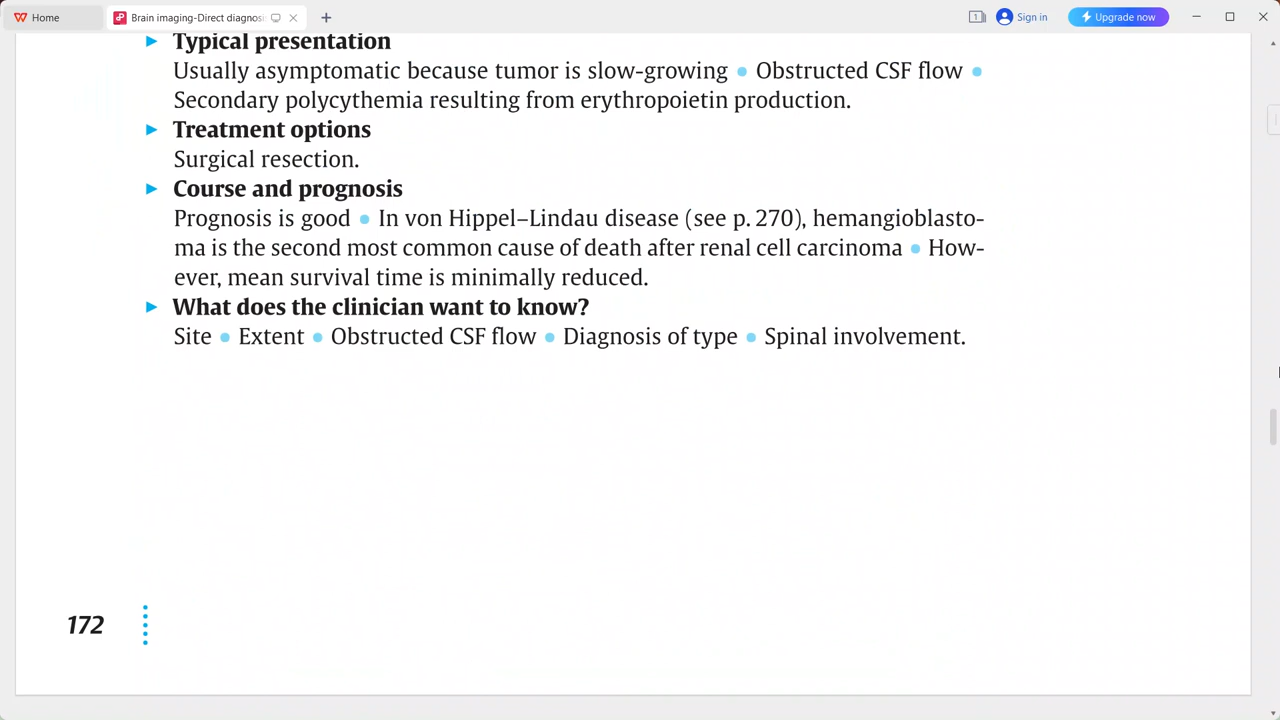 Home
Brain imaging-Direct diagnosi
1
Sign in
Upgrade now
► Typical presentation
Usually asymptomatic because tumor is slow-growing • Obstructed CSF flow •
Secondary polycythemia resulting from erythropoietin production.
► Treatment options
Surgical resection.
► Course and prognosis
Prognosis is good • In von Hippel–Lindau disease (see p. 270), hemangioblasto-
ma is the second most common cause of death after renal cell carcinoma • How-
ever, mean survival time is minimally reduced.
► What does the clinician want to know?
Site • Extent • Obstructed CSF flow • Diagnosis of type • Spinal involvement.
172